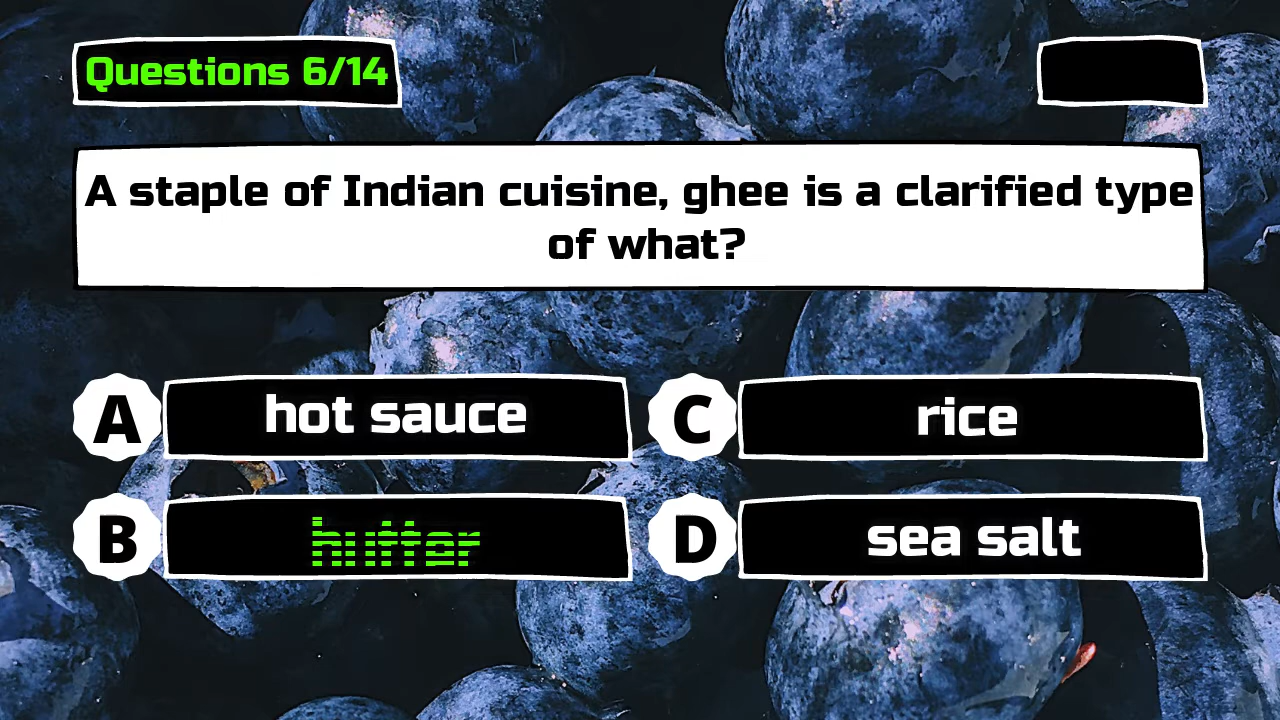 Questions 6/14
A staple of Indian cuisine, ghee is a clarified type
of what?
A hot sauce
C rice
B butter
D sea salt